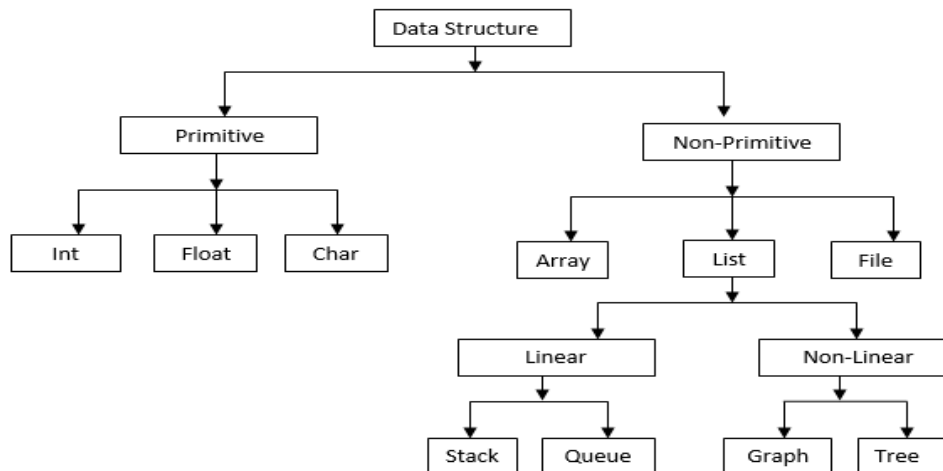 Data Structure
Primitive
Non-Primitive
Int
Float
Char
Array
List
File
Linear
Non-Linear
Stack
Queue
Graph
Tree